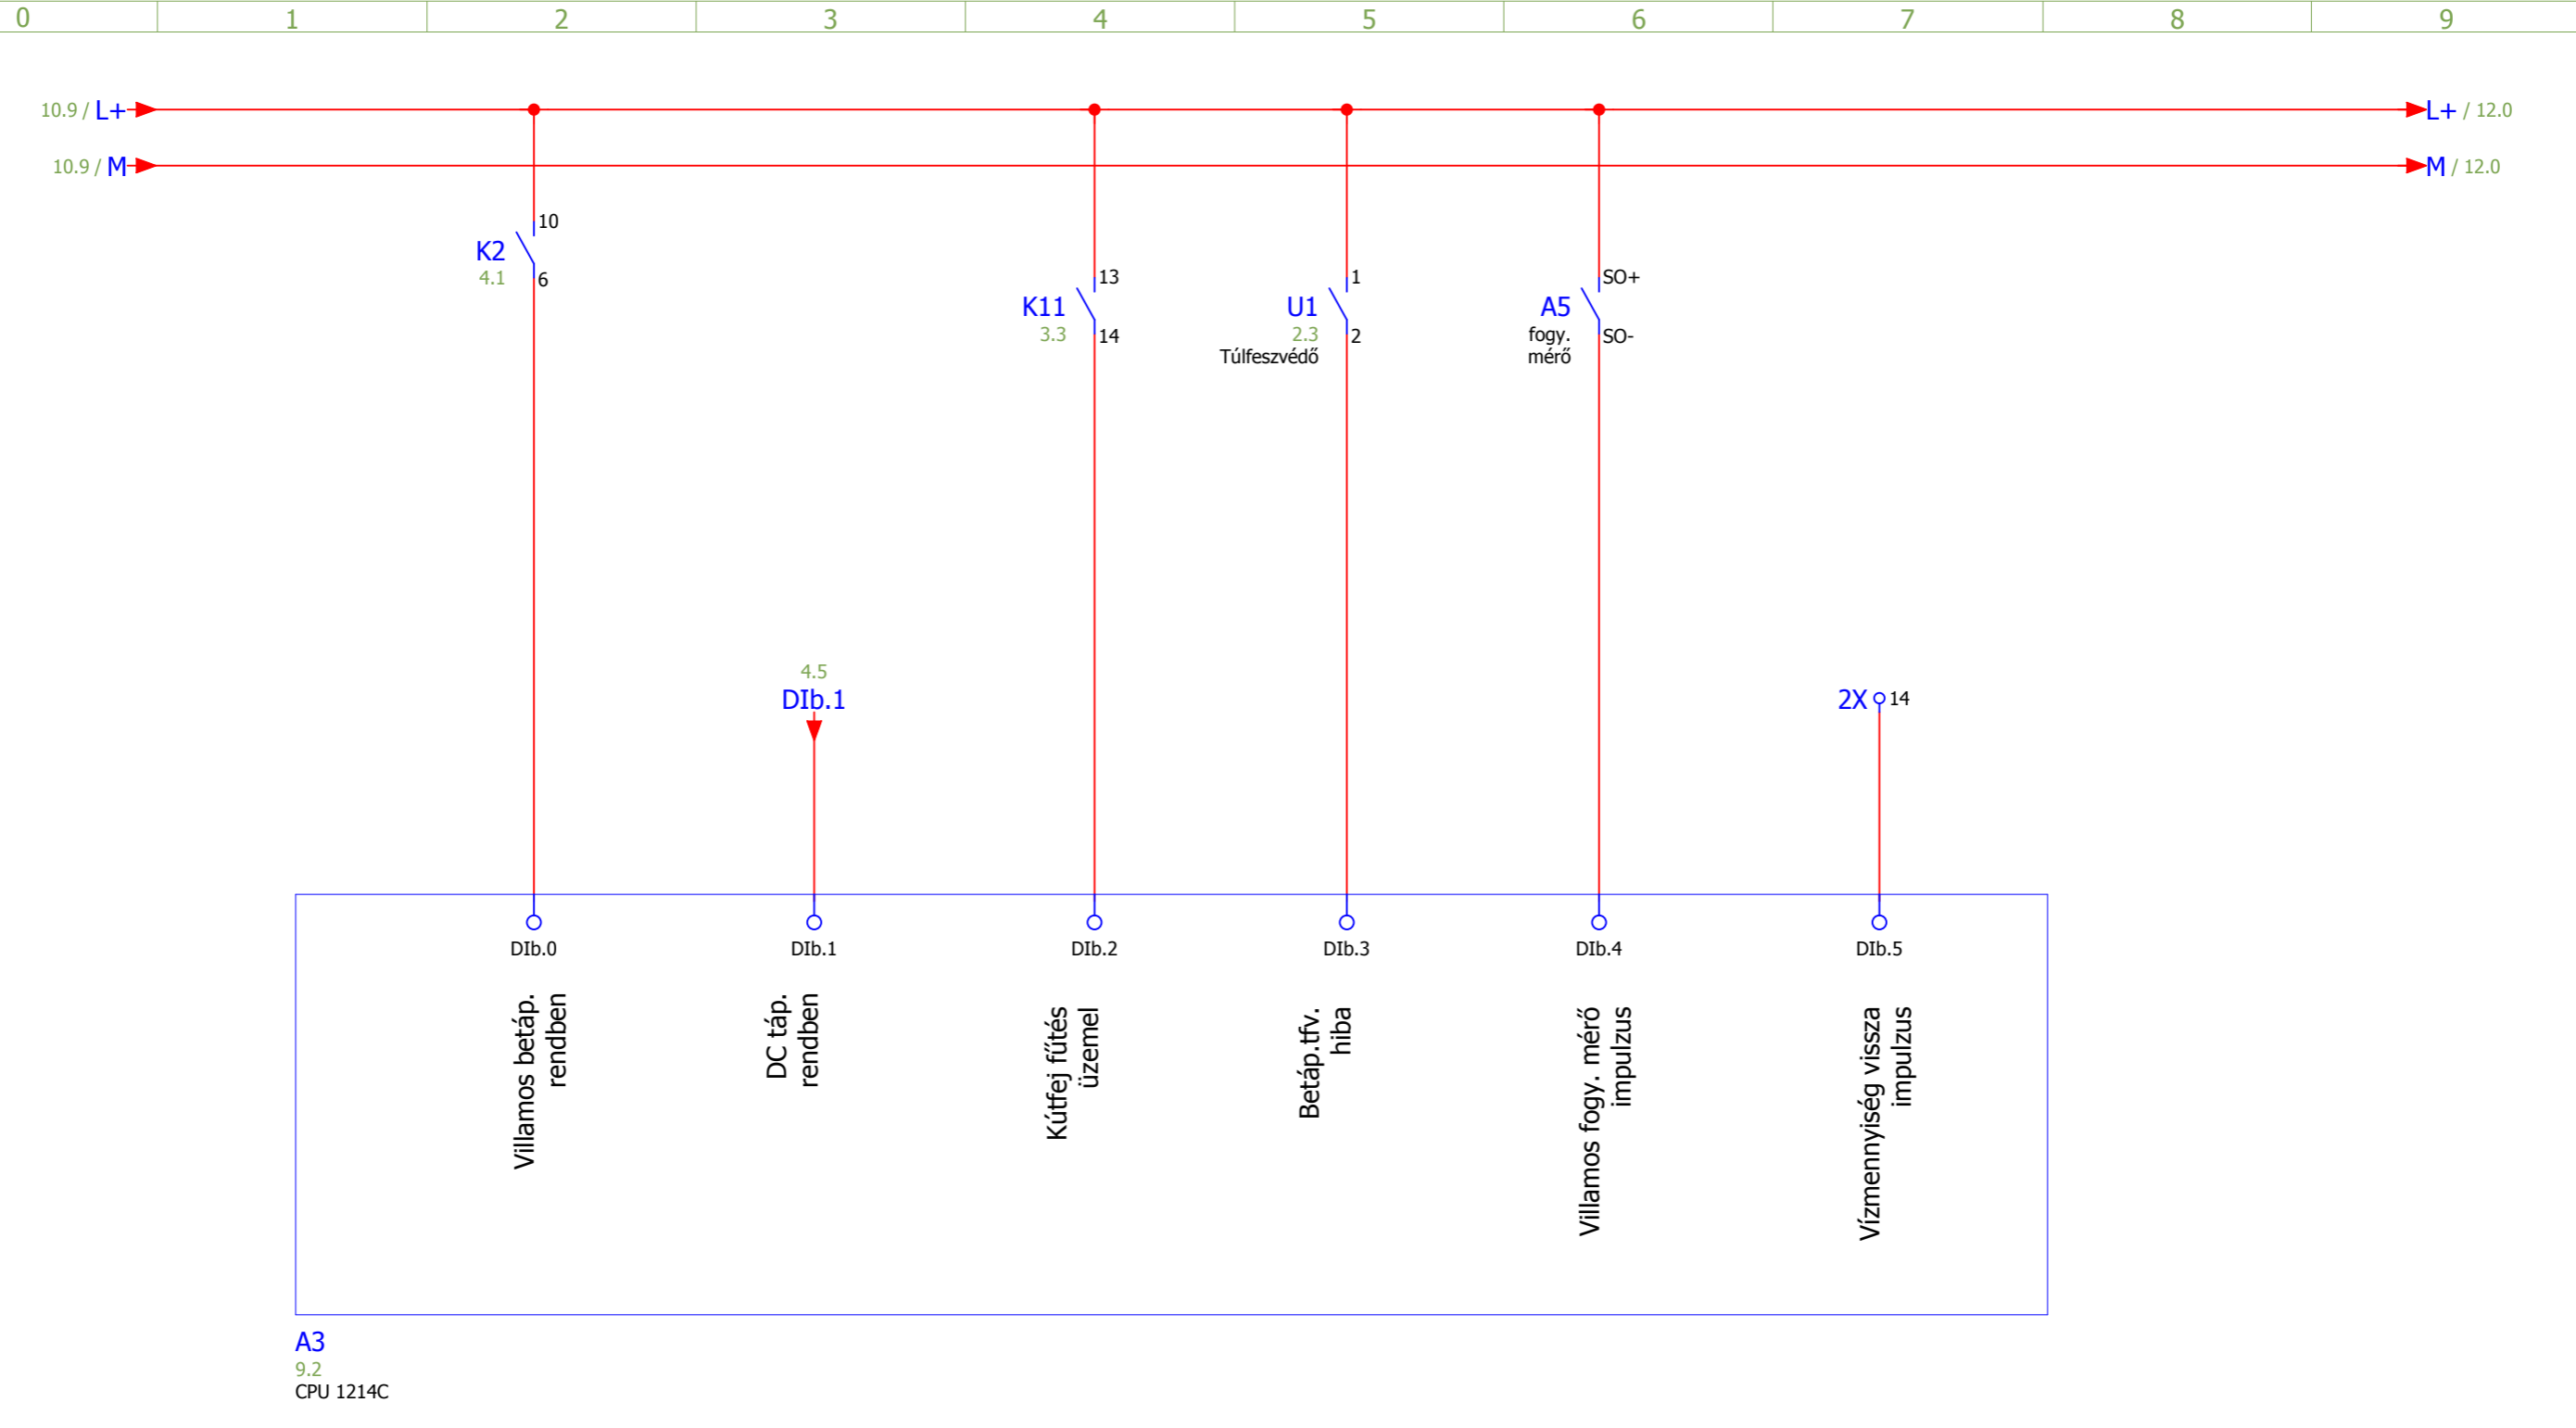 0 1 2 3 4 5 6 7 8 9
10.9 / L+
L+ / 12.0
10.9 / M
M / 12.0
K2
4.1
10
6
K11
3.3
13
14
U1
2.3
Túlfeszvédő
1
2
A5
fogy.
mérő
SO+
SO-
4.5
DIb.1
2X 14
DIb.0
Villamos betáp.
rendben
DIb.1
DC táp.
rendben
DIb.2
Kútfej fűtés
üzemel
DIb.3
Betáp.tfv.
hiba
DIb.4
Villamos fogy. mérő
impulzus
DIb.5
Vízmennyiség vissza
impulzus
A3
9.2
CPU 1214C